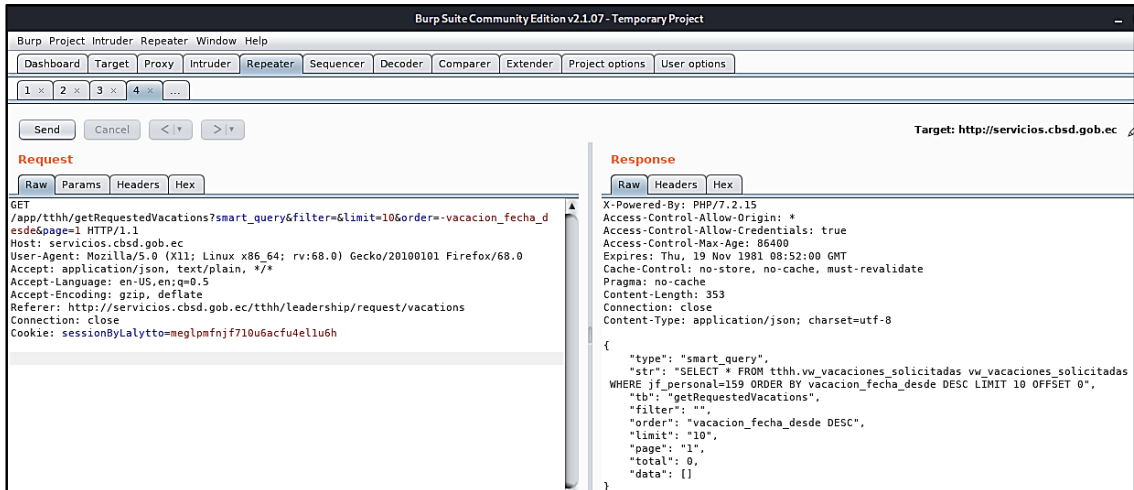 Burp Suite Community Edition v2.1.07 - Temporary Project
Burp Project Intruder Repeater Window Help
Dashboard Target Proxy Intruder Repeater Sequencer Decoder Comparer Extender Project options User options
1 × 2 × 3 × 4 × ...
Send Cancel < > Target: http://servicios.cbsd.gob.ec
Request
Raw Params Headers Hex
GET
/app/tthh/getRequestedVacations?smart_query&filter=&limit=10&order=-vacacion_fecha_d
esde&page=1 HTTP/1.1
Host: servicios.cbsd.gob.ec
User-Agent: Mozilla/5.0 (X11; Linux x86_64; rv:68.0) Gecko/20100101 Firefox/68.0
Accept: application/json, text/plain, */*
Accept-Language: en-US,en;q=0.5
Accept-Encoding: gzip, deflate
Referer: http://servicios.cbsd.gob.ec/tthh/leadership/request/vacations
Connection: close
Cookie: sessionByLalytto=meglpmfnjf710u6acfu4el1u6h
Response
Raw Headers Hex
X-Powered-By: PHP/7.2.15
Access-Control-Allow-Origin: *
Access-Control-Allow-Credentials: true
Access-Control-Max-Age: 86400
Expires: Thu, 19 Nov 1981 08:52:00 GMT
Cache-Control: no-store, no-cache, must-revalidate
Pragma: no-cache
Content-Length: 353
Connection: close
Content-Type: application/json; charset=utf-8
{
"type": "smart_query",
"str": "SELECT * FROM tthh.vw_vacaciones_solicitadas vw_vacaciones_solicitadas
WHERE jf_personal=159 ORDER BY vacacion_fecha_desde DESC LIMIT 10 OFFSET 0",
"tb": "getRequestedVacations",
"filter": "",
"order": "vacacion_fecha_desde DESC",
"limit": "10",
"page": "1",
"total": 0,
"data": []
}